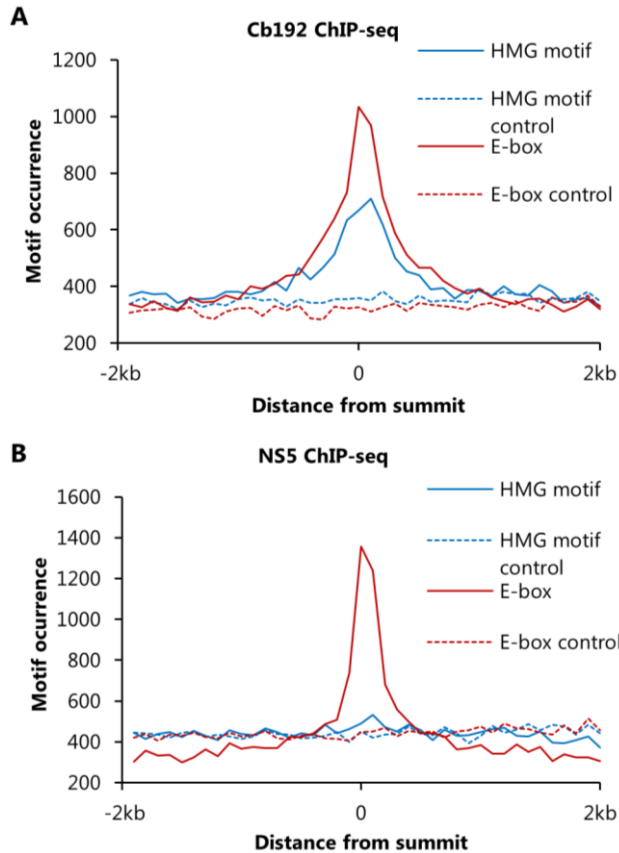 A
Cb192 ChIP-seq
1200
1000
800
600
400
200
Motif occurrence
HMG motif
HMG motif
control
E-box
E-box control
-2kb
0
2kb
Distance from summit
B
NS5 ChIP-seq
1600
1400
1200
1000
800
600
400
200
Motif ocurrence
HMG motif
HMG motif
control
E-box
E-box control
-2kb
0
2kb
Distance from summit